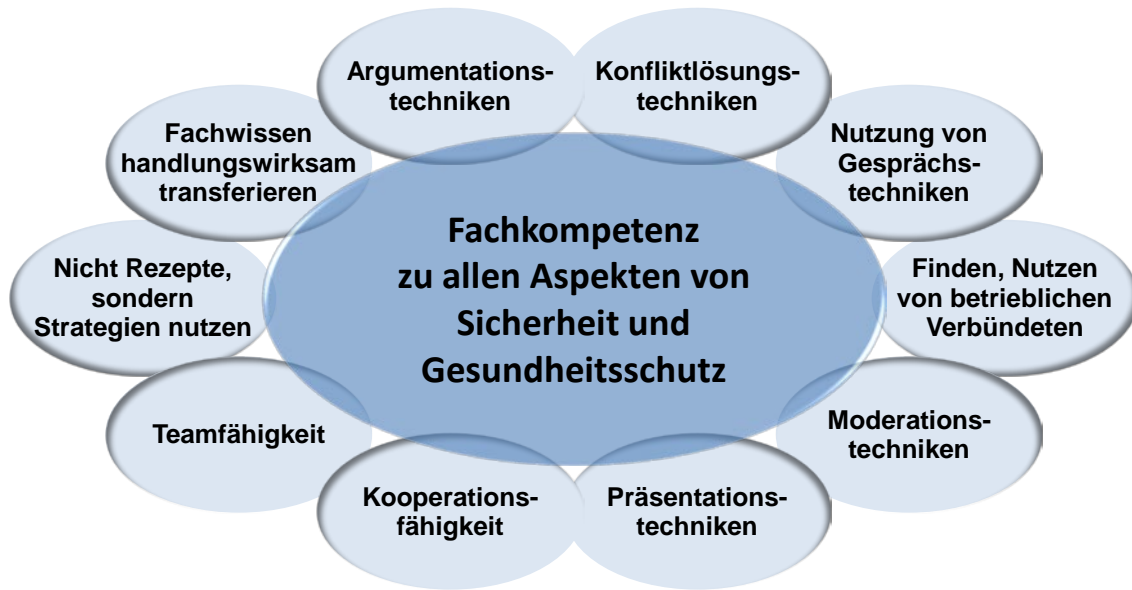 Argumentations-
techniken
Konfliktlösungs-
techniken
Fachwissen
handlungswirksam
transferieren
Nutzung von
Gesprächs-
techniken
Fachkompetenz
zu allen Aspekten von
Sicherheit und
Gesundheitsschutz
Nicht Rezepte,
sondern
Strategien nutzen
Finden, Nutzen
von betrieblichen
Verbündeten
Teamfähigkeit
Moderations-
techniken
Kooperations-
fähigkeit
Präsentations-
techniken